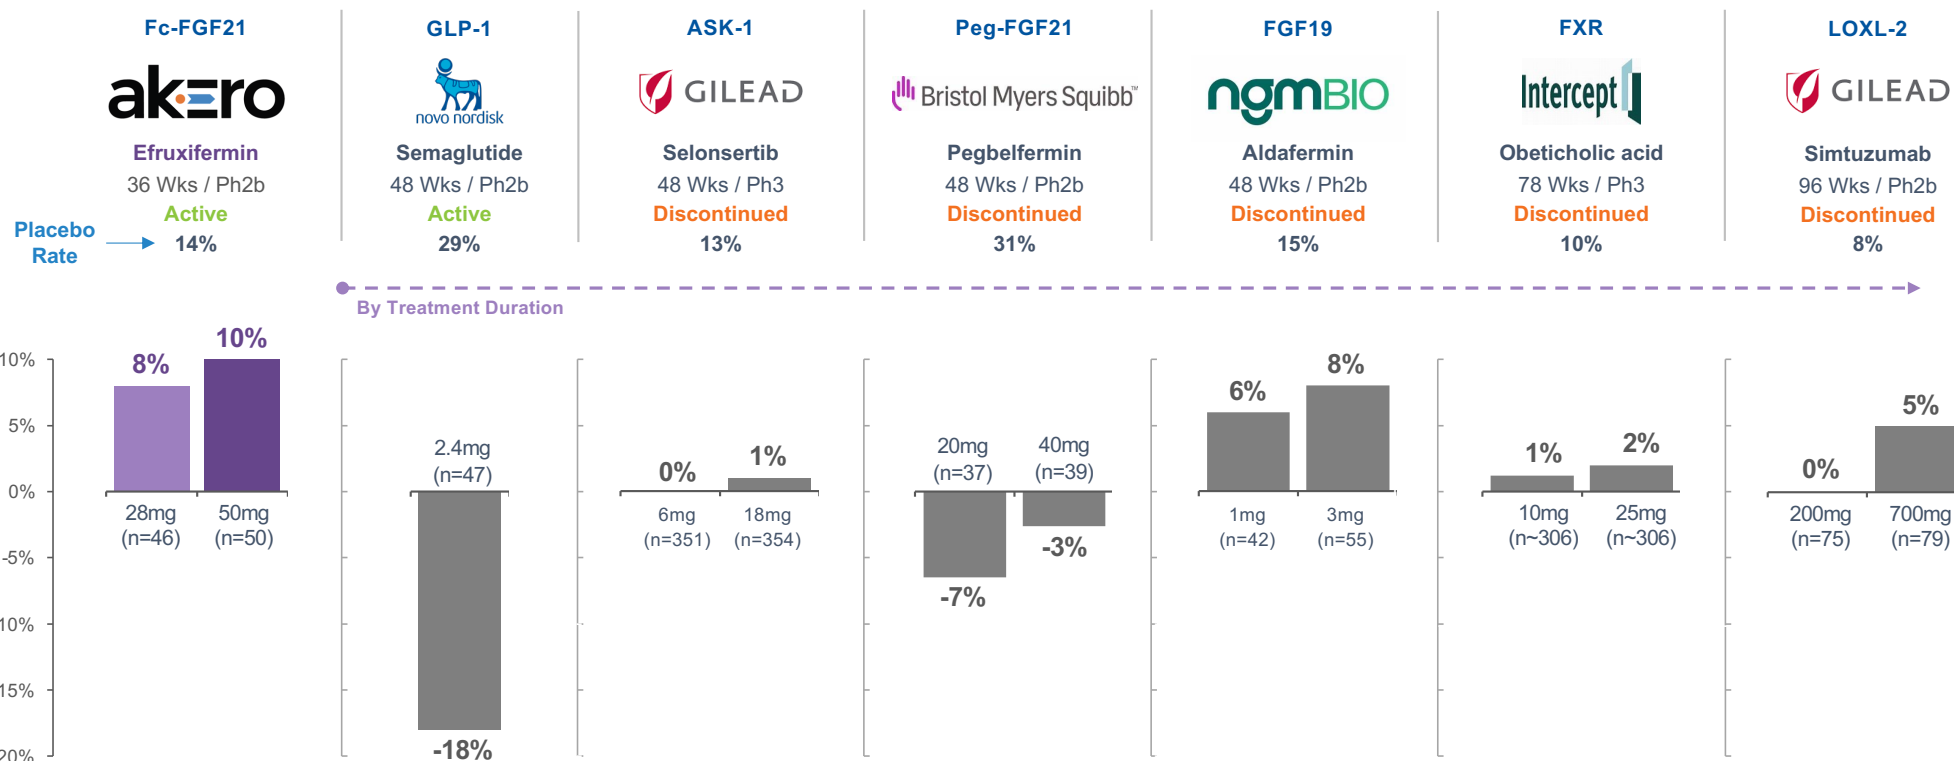 Fc-FGF21
akero
Efruxifermin
36 Wks / Ph2b
Active
14%
GLP-1
novo nordisk
Semaglutide
48 Wks / Ph2b
Active
29%
ASK-1
GILEAD
Selonsertib
48 Wks / Ph3
Discontinued
13%
Peg-FGF21
Bristol Myers Squibb™
Pegbelfermin
48 Wks / Ph2b
Discontinued
31%
FGF19
ngmBIO
Aldafermin
48 Wks / Ph2b
Discontinued
15%
FXR
Intercept
Obeticholic acid
78 Wks / Ph3
Discontinued
10%
LOXL-2
GILEAD
Simtuzumab
96 Wks / Ph2b
Discontinued
8%
Placebo
Rate
By Treatment Duration
10%
5%
0%
-5%
10%
15%
20%
8%
10%
28mg
(n=46)
50mg
(n=50)
2.4mg
(n=47)
-18%
0%
1%
6mg
(n=351)
18mg
(n=354)
20mg
(n=37)
40mg
(n=39)
-7%
-3%
6%
8%
1mg
(n=42)
3mg
(n=55)
1%
2%
10mg
(n~306)
25mg
(n~306)
0%
5%
200mg
(n=75)
700mg
(n=79)